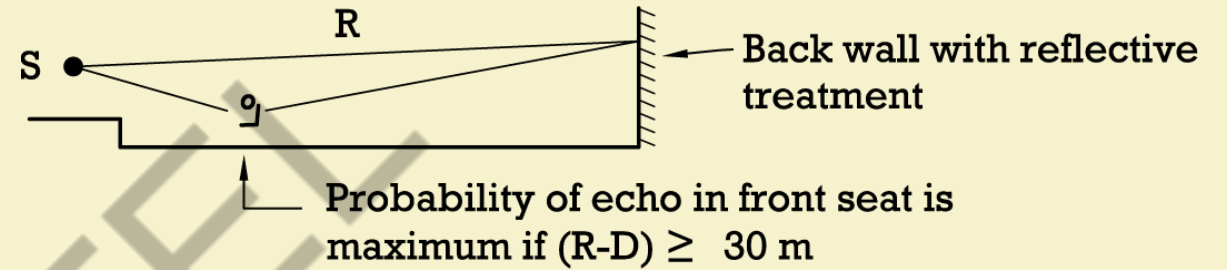 R
S
Back wall with reflective
treatment
Probability of echo in front seat is
maximum if (R-D) ≥ 30 m